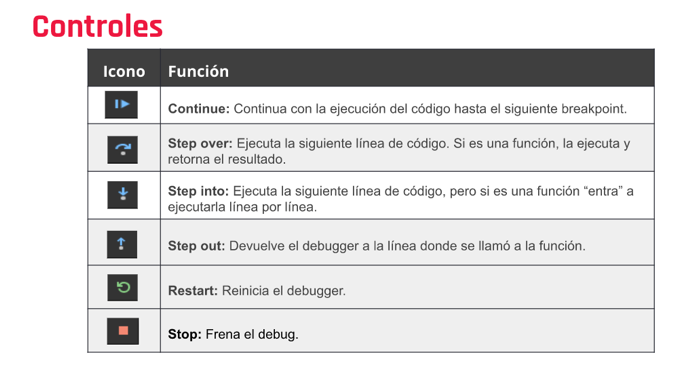 Controles
Icono Función
Continue: Continua con la ejecución del código hasta el siguiente breakpoint.
Step over: Ejecuta la siguiente línea de código. Si es una función, la ejecuta y
retorna el resultado.
Step into: Ejecuta la siguiente línea de código, pero si es una función “entra” a
ejecutarla línea por línea.
Step out: Devuelve el debugger a la línea donde se llamó a la función.
Restart: Reinicia el debugger.
Stop: Frena el debug.